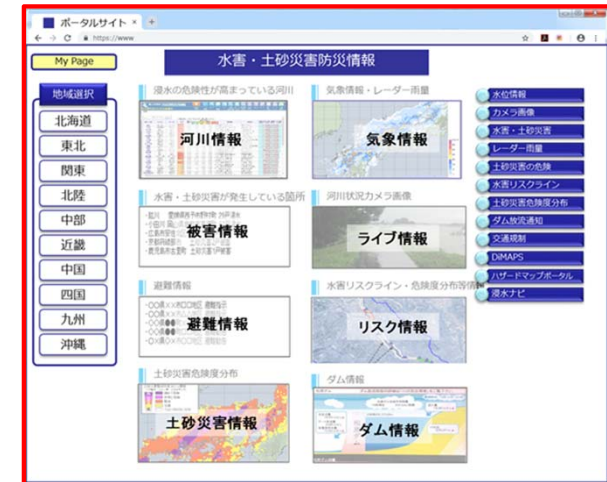 ポータルサイト
https://www
My Page
水害・土砂災害防災情報
地域選択
北海道
東北
関東
北陸
中部
近畿
中国
四国
九州
沖縄
浸水の危険性が高まっている河川
河川情報
気象情報・レーダー雨量
気象情報
水害・土砂災害が発生している箇所
被害情報
河川状況カメラ画像
ライブ情報
避難情報
避難情報
水害リスクライン・危険度分布等情報
リスク情報
土砂災害危険度分布
土砂災害情報
ダム情報
ダム情報
水位情報
カメラ画像
水害・土砂災害
レーダー雨量
土砂災害の危険
水害リスクライン
土砂災害危険度分布
ダム放流通知
交通規制
DiMAPS
ハザードマップポータル
浸水ナビ